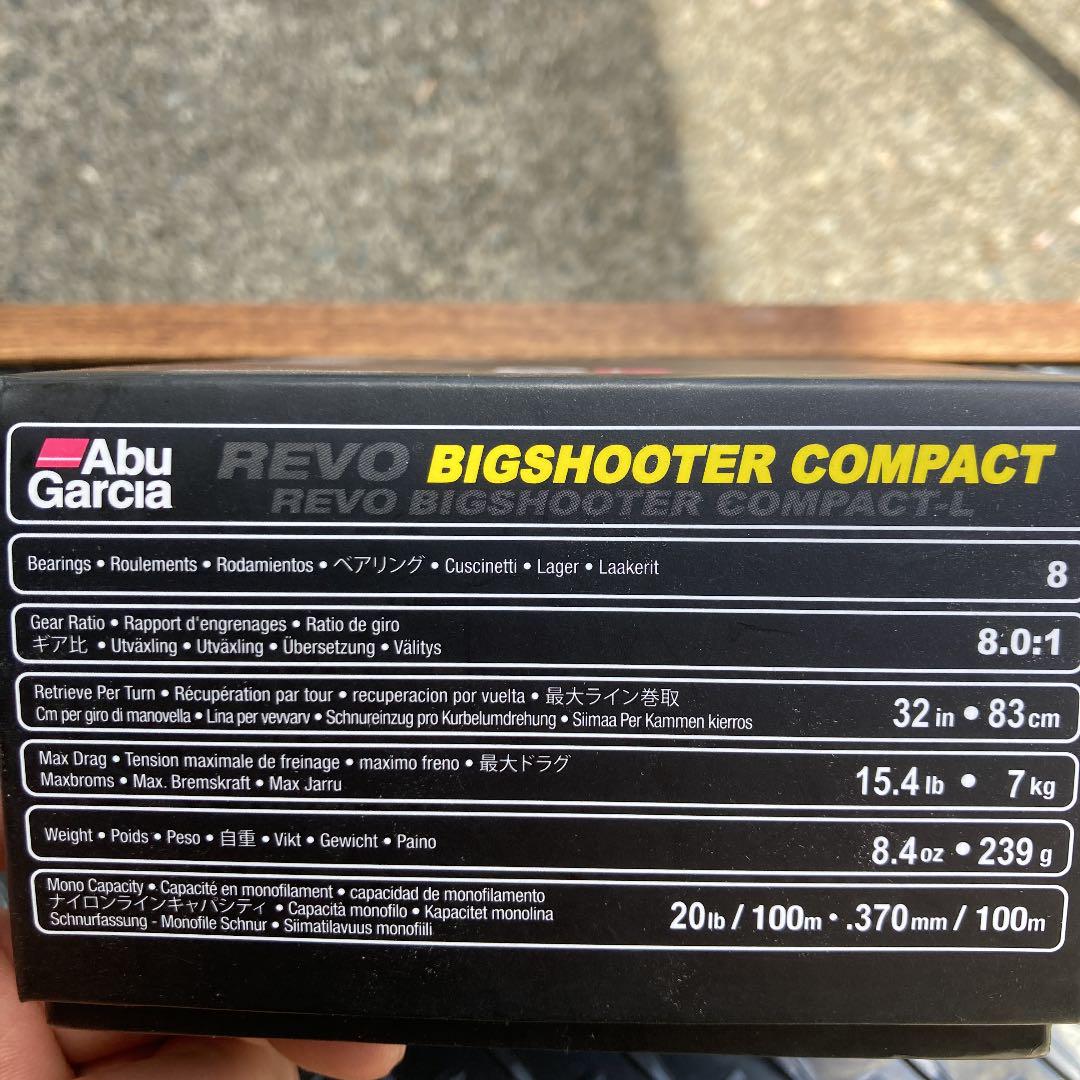 Abu Garcia
REVO BIGSHOOTER COMPACT
REVO BIGSHOOTER COMPACT-L
Bearings • Roulements • Rodamientos • ベアリング • Cuscinetti • Lager • Laakerit
8
Gear Ratio • Rapport d'engrenages • Ratio de giro
ギア比 • Utväxling • Utväxling • Übersetzung • Välitys
8.0:1
Retrieve Per Turn • Récupération par tour • recuperacion por vuelta • 最大ライン巻取
Cm per giro di manovella • Lina per vevvarv • Schnureinzug pro Kurbelumdrehung • Siimaa Per Kammen kierros
32 in • 83 cm
Max Drag • Tension maximale de freinage • maximo freno • 最大ドラグ
Maxbroms • Max. Bremskraft • Max Jarru
15.4 lb • 7 kg
Weight • Poids • Peso • 自重 • Vikt • Gewicht • Paino
8.4 oz • 239 g
Mono Capacity • Capacité en monofilament • capacidad de monofilamento
ナイロンラインキャパシティ • Capacità monofilo • Kapacitet monolina
Schnurfassung - Monofile Schnur • Siimatilavuus monofiili
20 lb / 100m • .370 mm / 100m